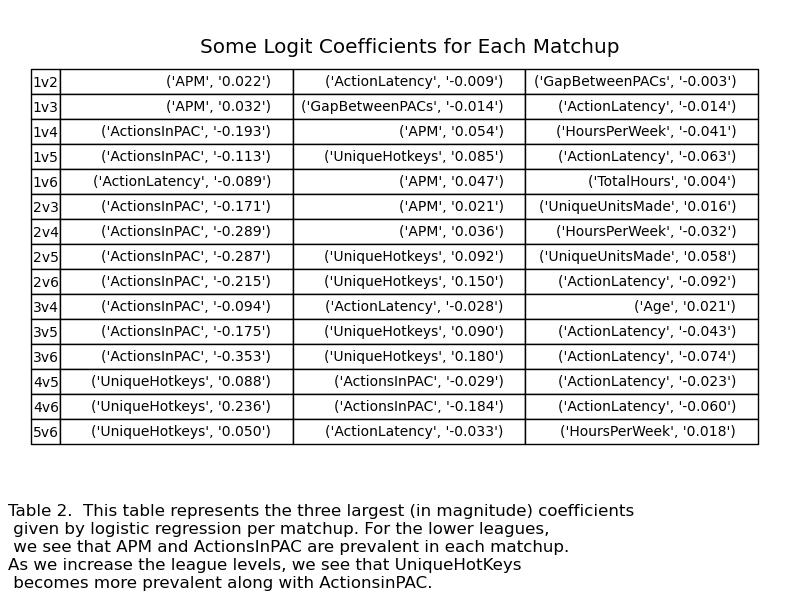 Some Logit Coefficients for Each Matchup
1v2 ('APM', '0.022') ('ActionLatency', '-0.009') ('GapBetweenPACs', '-0.003')
1v3 ('APM', '0.032') ('GapBetweenPACs', '-0.014') ('ActionLatency', '-0.014')
1v4 ('ActionsInPAC', '-0.193') ('APM', '0.054') ('HoursPerWeek', '-0.041')
1v5 ('ActionsInPAC', '-0.113') ('UniqueHotkeys', '0.085') ('ActionLatency', '-0.063')
1v6 ('ActionLatency', '-0.089') ('APM', '0.047') ('TotalHours', '0.004')
2v3 ('ActionsInPAC', '-0.171') ('APM', '0.021') ('UniqueUnitsMade', '0.016')
2v4 ('ActionsInPAC', '-0.289') ('APM', '0.036') ('HoursPerWeek', '-0.032')
2v5 ('ActionsInPAC', '-0.287') ('UniqueHotkeys', '0.092') ('UniqueUnitsMade', '0.058')
2v6 ('ActionsInPAC', '-0.215') ('UniqueHotkeys', '0.150') ('ActionLatency', '-0.092')
3v4 ('ActionsInPAC', '-0.094') ('ActionLatency', '-0.028') ('Age', '0.021')
3v5 ('ActionsInPAC', '-0.175') ('UniqueHotkeys', '0.090') ('ActionLatency', '-0.043')
3v6 ('ActionsInPAC', '-0.353') ('UniqueHotkeys', '0.180') ('ActionLatency', '-0.074')
4v5 ('UniqueHotkeys', '0.088') ('ActionsInPAC', '-0.029') ('ActionLatency', '-0.023')
4v6 ('UniqueHotkeys', '0.236') ('ActionsInPAC', '-0.184') ('ActionLatency', '-0.060')
5v6 ('UniqueHotkeys', '0.050') ('ActionLatency', '-0.033') ('HoursPerWeek', '0.018')
Table 2.  This table represents the three largest (in magnitude) coefficients
given by logistic regression per matchup. For the lower leagues,
we see that APM and ActionsInPAC are prevalent in each matchup.
As we increase the league levels, we see that UniqueHotKeys
becomes more prevalent along with ActionsinPAC.